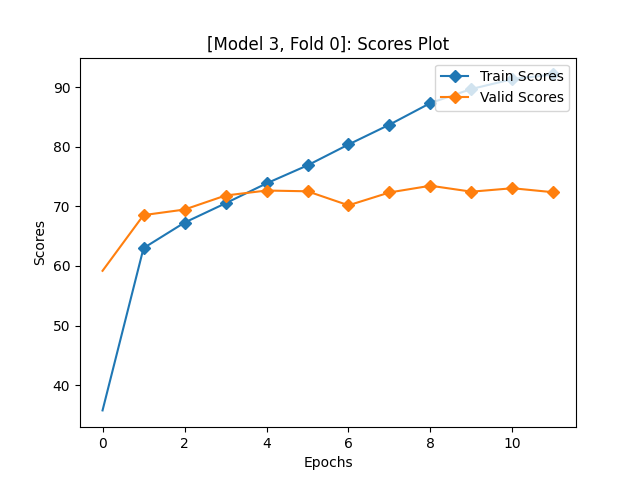 [Model 3, Fold 0]: Scores Plot
Train Scores
Valid Scores
Scores
90
80
70
60
50
40
0 2 4 6 8 10
Epochs